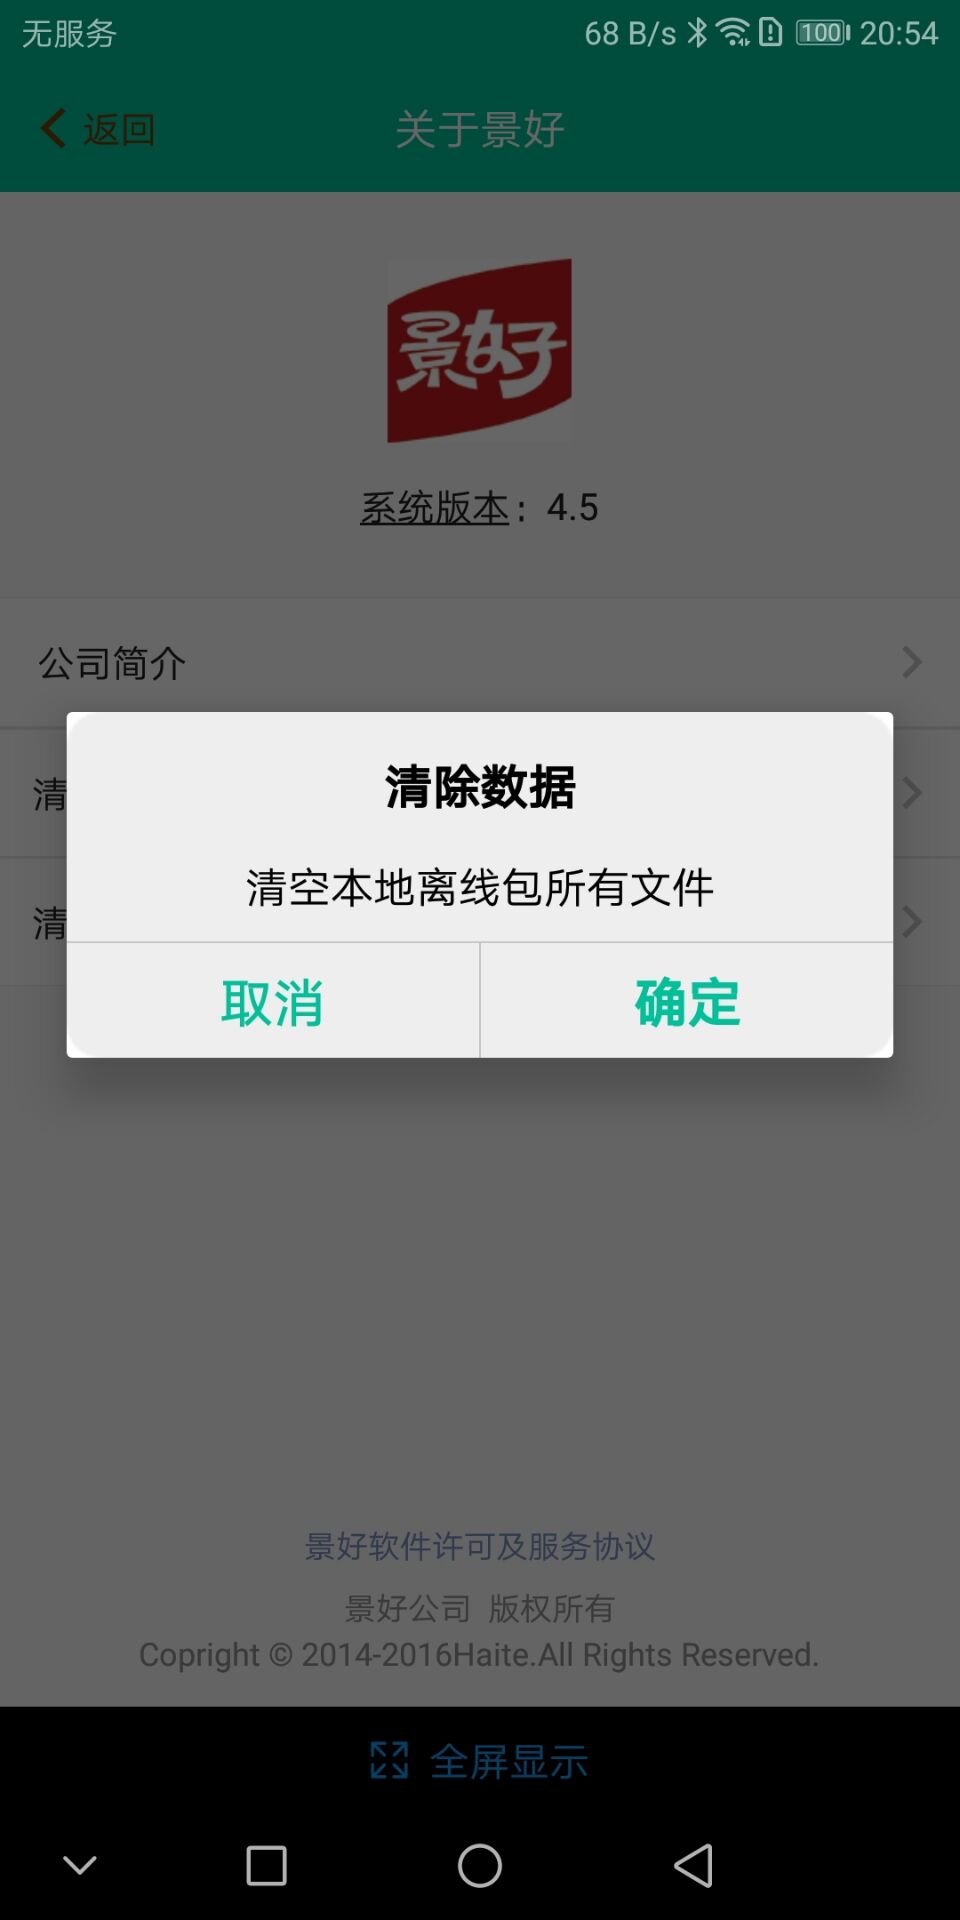 无服务 68 B/s 100 20:54
返回 关于景好
景好
系统版本：4.5
公司简介
清除数据
清
清空本地离线包所有文件
清
取消 确定
景好软件许可及服务协议
景好公司 版权所有
Copright © 2014-2016Haite.All Rights Reserved.
全屏显示